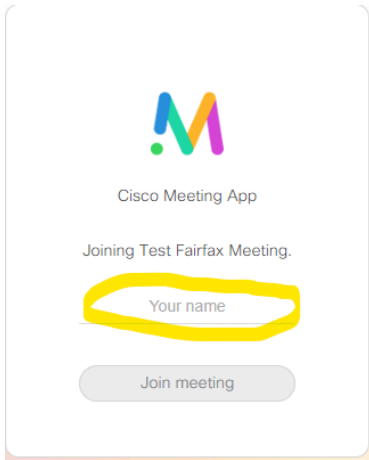 Cisco Meeting App
Joining Test Fairfax Meeting.
Your name
Join meeting